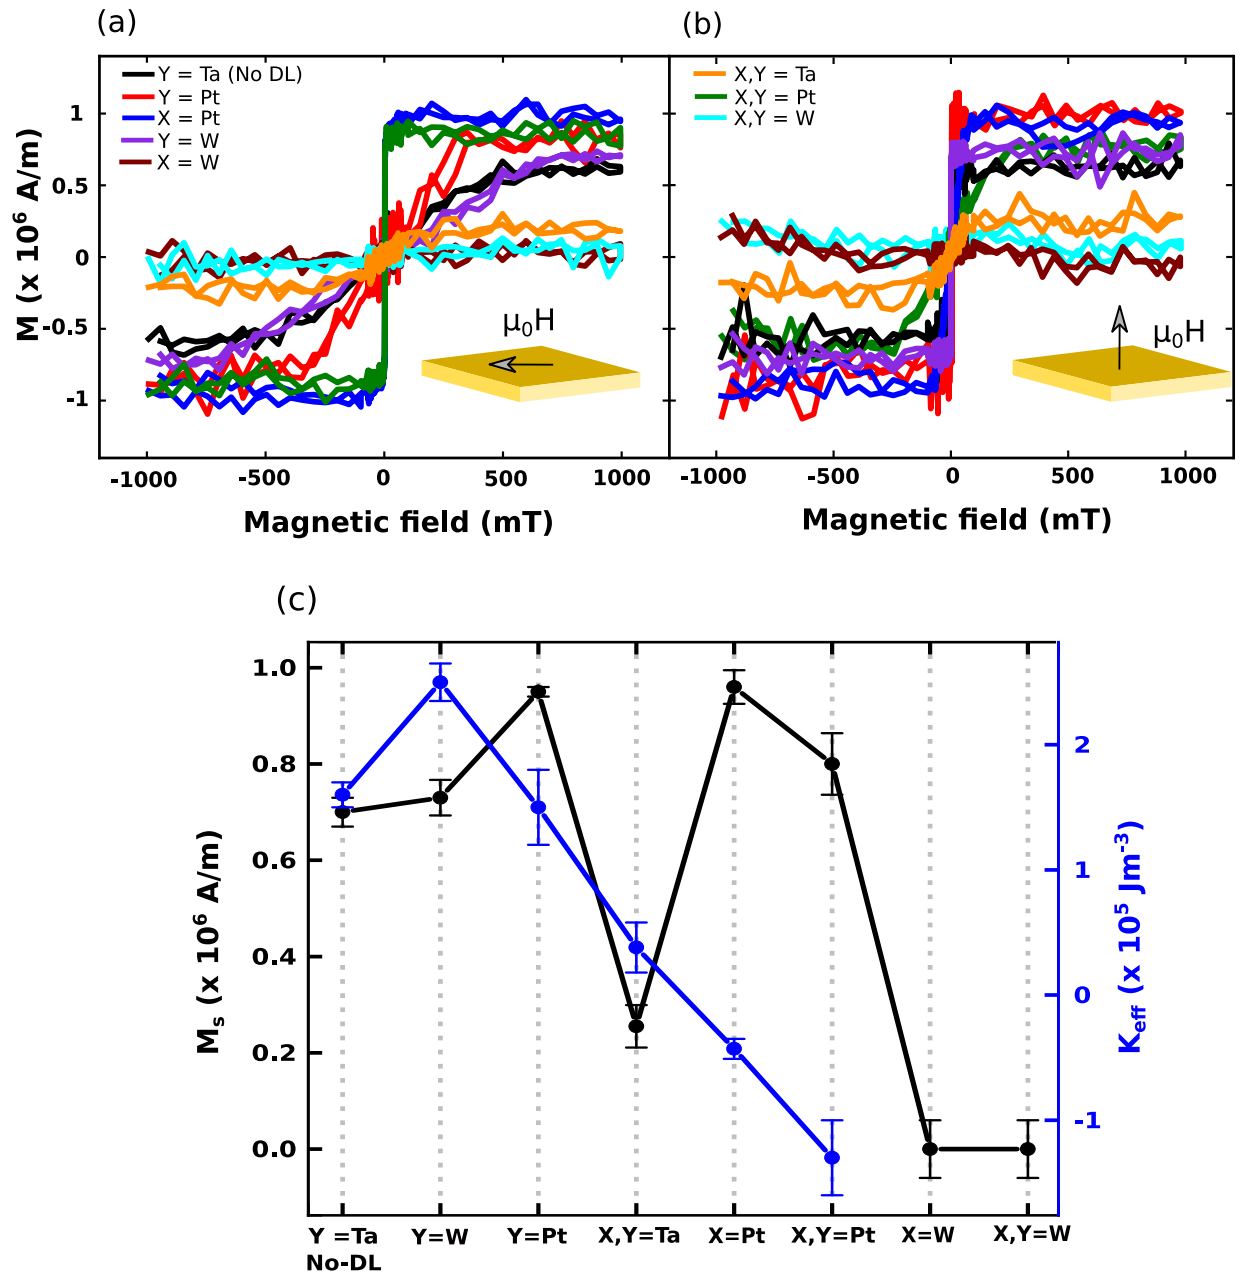 (a)
(b)
Y = Ta (No DL)
Y = Pt
X = Pt
Y = W
X = W
X,Y = Ta
X,Y = Pt
X,Y = W
M (x 10⁶ A/m)
1
0.5
0
-0.5
-1
μ₀H
μ₀H
-1000
-500
0
500
1000
-1000
-500
0
500
1000
Magnetic field (mT)
Magnetic field (mT)
(c)
1.0
0.8
0.6
0.4
0.2
0.0
Mₛ (x 10⁶ A/m)
2
1
0
-1
K_eff (x 10⁵ Jm⁻³)
Y =Ta
No-DL
Y=W
Y=Pt
X,Y=Ta
X=Pt
X,Y=Pt
X=W
X,Y=W